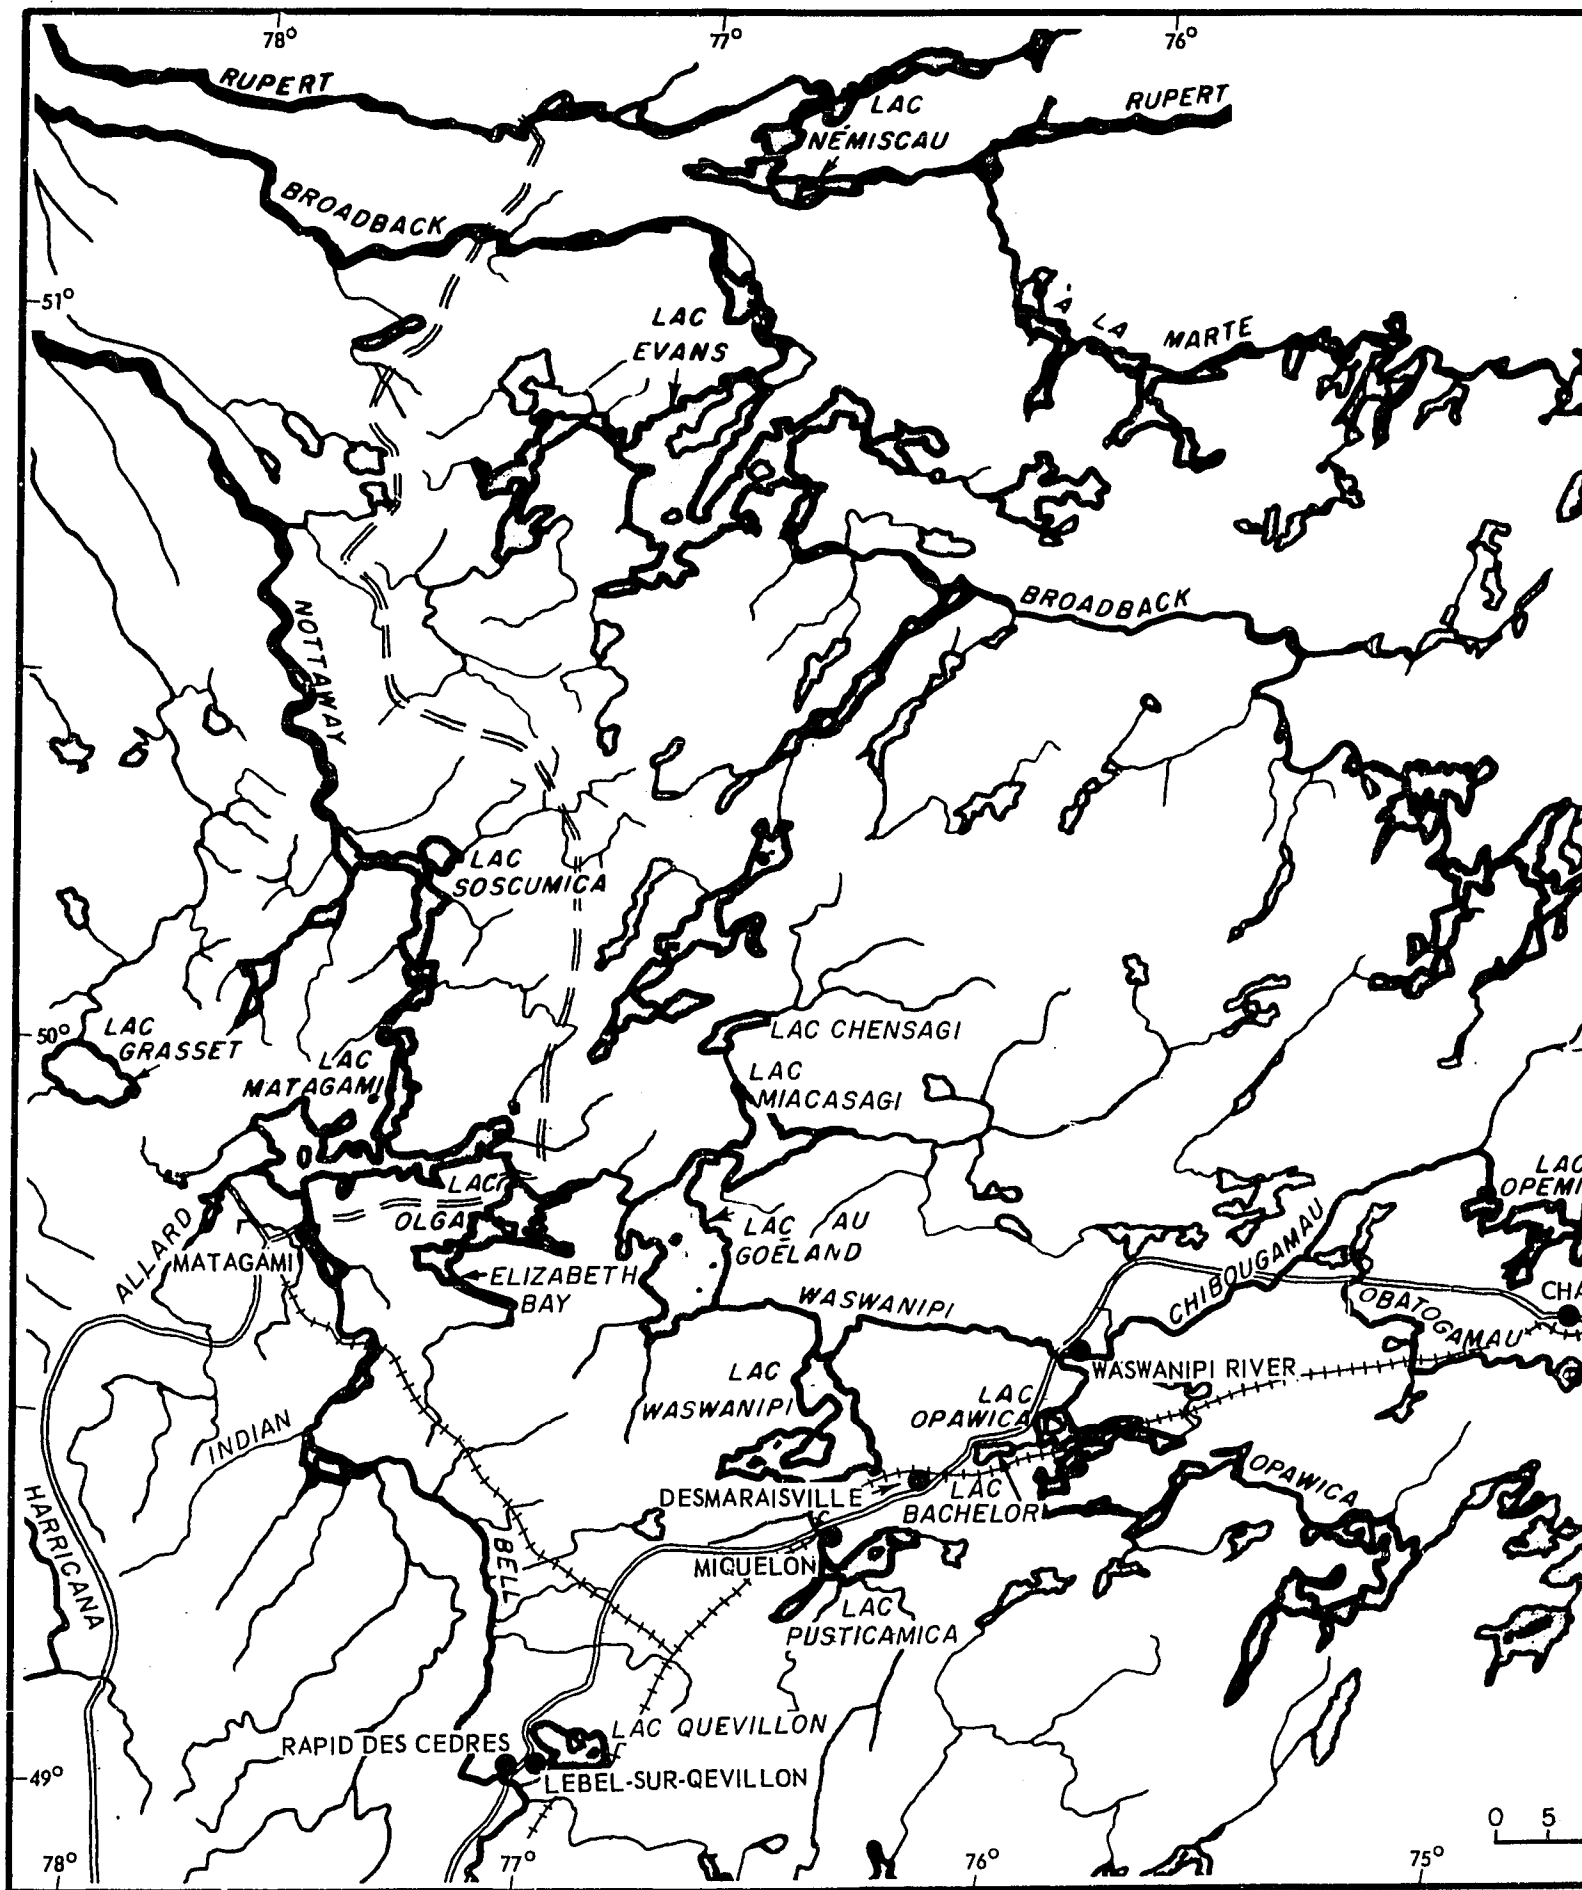 78°
77°
76°
RUPERT
LAC
NÉMISCAU
RUPERT
BROADBACK
51°
LAC
EVANS
À LA MARTE
BROADBACK
NOTTAWAY
LAC
SOSCUMICA
50°
LAC
GRASSET
LAC
MATAGAMI
LAC CHENSAGI
LAC
MIACASAGI
LAC
OLGA
LAC
OPEMI
ALLARD
MATAGAMI
ELIZABETH
BAY
LAC AU
GOËLAND
WASWANIPI
CHIBOUGAMAU
OBATOGAMAU
CHA
WASWANIPI RIVER
LAC
WASWANIPI
LAC
OPAWICA
INDIAN
HARRICANA
BELL
DESMARAISVILLE
LAC
BACHELOR
OPAWICA
MIQUELON
LAC
PUSTICAMICA
RAPID DES CEDRES
LAC QUEVILLON
LEBEL-SUR-QEVILLON
49°
0 5
78°
77°
76°
75°